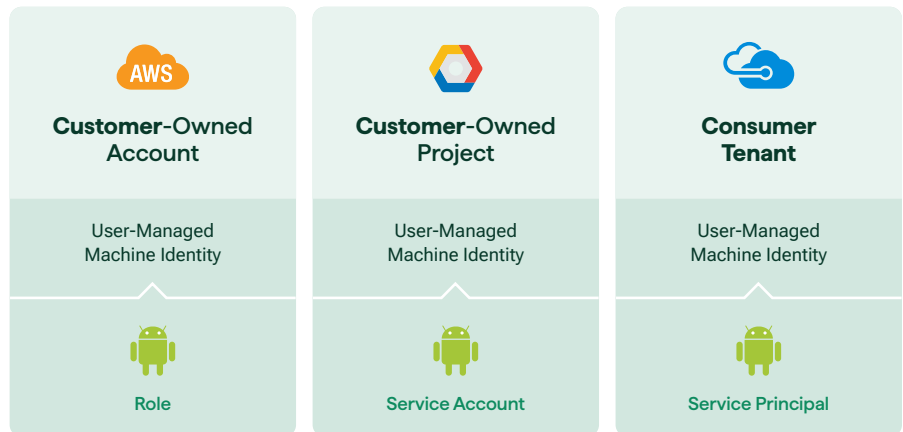 AWS
Customer-Owned
Account
User-Managed
Machine Identity
Role
Customer-Owned
Project
User-Managed
Machine Identity
Service Account
Consumer
Tenant
User-Managed
Machine Identity
Service Principal